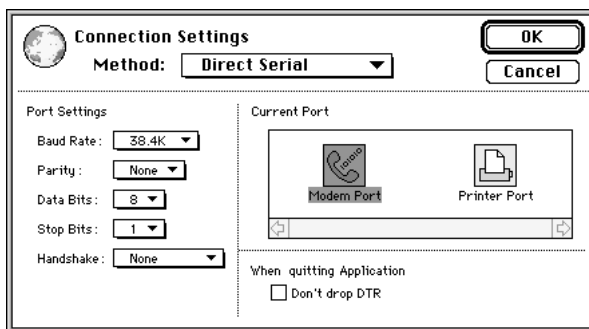 Connection Settings
OK
Method: Direct Serial
Cancel
Port Settings
Baud Rate: 38.4K
Parity: None
Data Bits: 8
Stop Bits: 1
Handshake: None
Current Port
01010
Modem Port
Printer Port
When quitting Application
Don't drop DTR